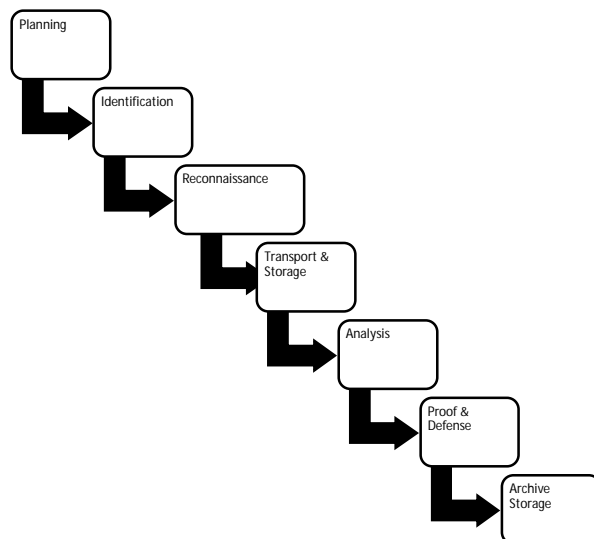 Planning
Identification
Reconnaissance
Transport &
Storage
Analysis
Proof &
Defense
Archive
Storage